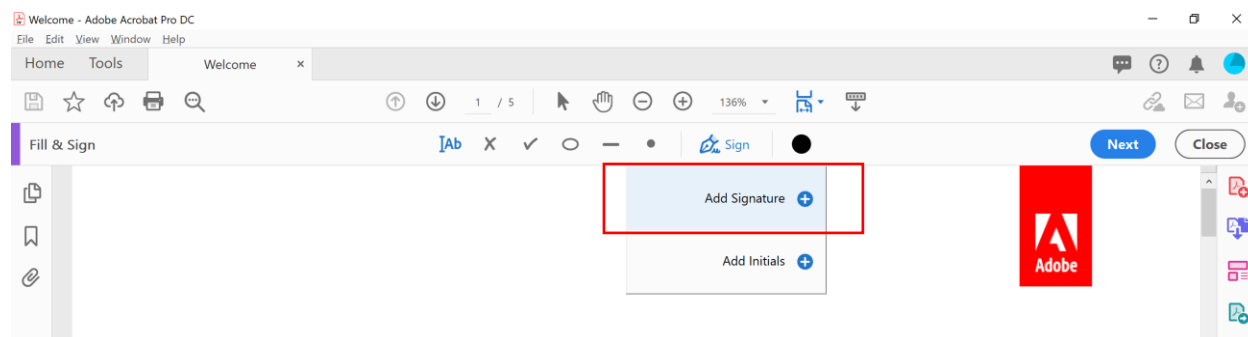 Welcome - Adobe Acrobat Pro DC
File Edit View Window Help
Home Tools Welcome ×
1 / 5 136%
Fill & Sign Ab Sign Next Close
Add Signature
Add Initials
Adobe